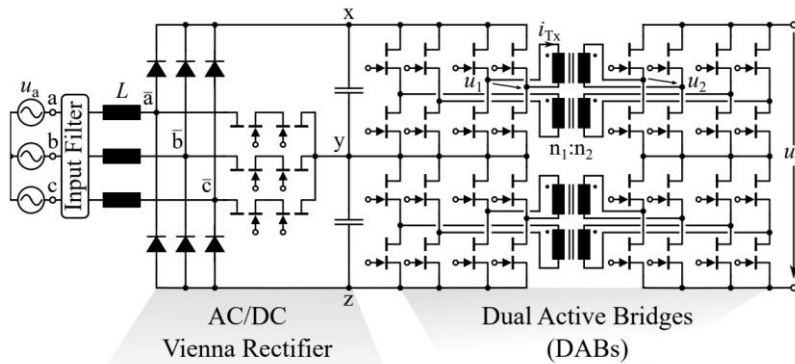 x
i_Tx
u_a
a
L
a̅
u_1
u_2
b
b̅
y
u
n_1:n_2
c
c̅
Input Filter
z
AC/DC
Vienna Rectifier
Dual Active Bridges
(DABs)